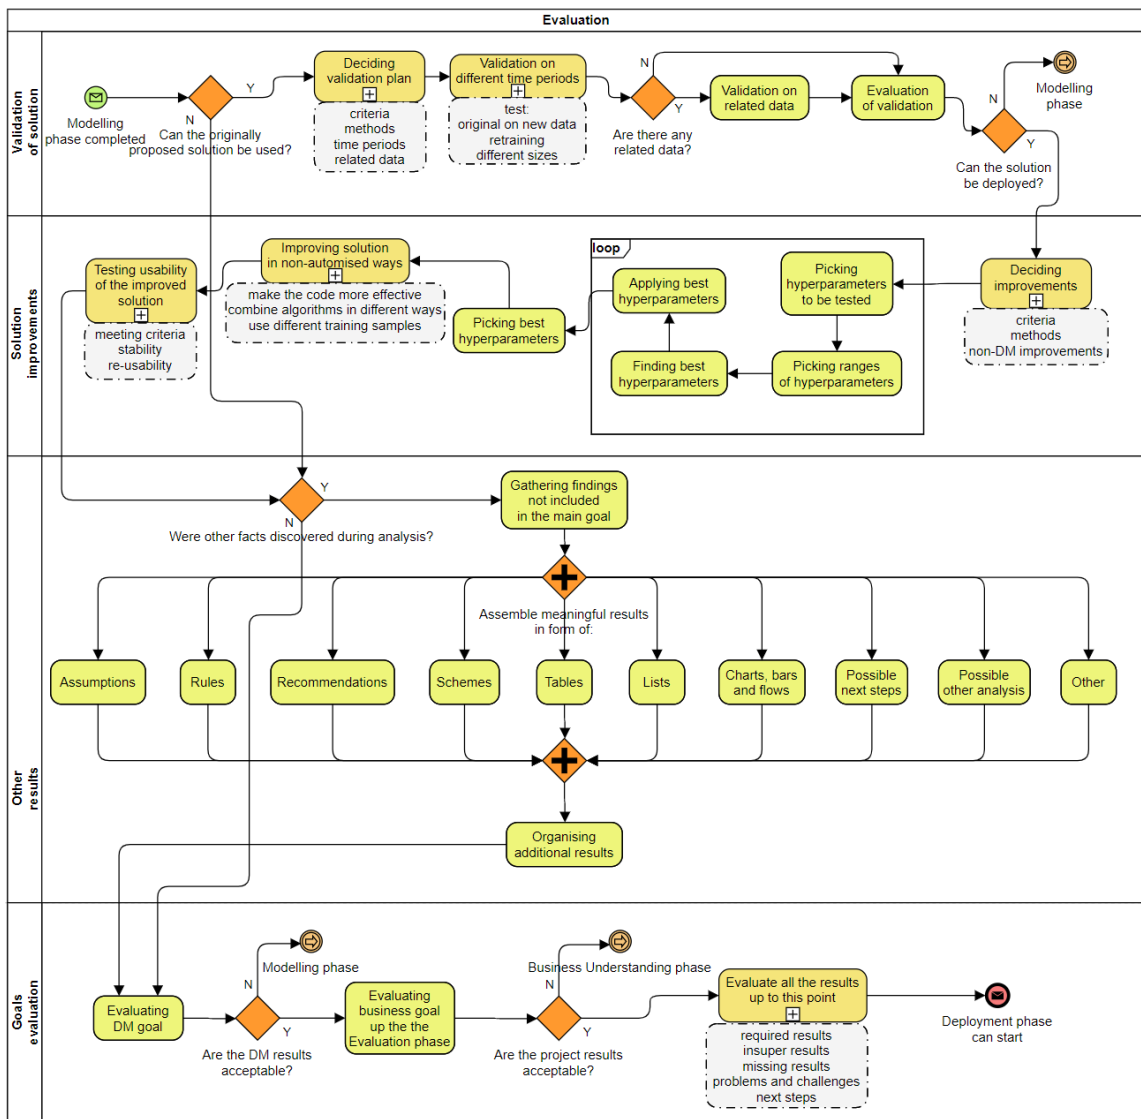 Evaluation
Validation
of solution
Modelling
phase completed
Y
N
Can the originally
proposed solution be used?
Deciding
validation plan
criteria
methods
time periods
related data
Validation on
different time periods
test:
original on new data
retraining
different sizes
N
Y
Are there any
related data?
Validation on
related data
Evaluation
of validation
N
Y
Modelling
phase
Can the solution
be deployed?
Solution
improvements
Testing usability
of the improved
solution
meeting criteria
stability
re-usability
Improving solution
in non-automised ways
make the code more effective
combine algorithms in different ways
use different training samples
Picking best
hyperparameters
loop
Applying best
hyperparameters
Picking
hyperparameters
to be tested
Finding best
hyperparameters
Picking ranges
of hyperparameters
Deciding
improvements
criteria
methods
non-DM improvements
Other
results
Y
N
Were other facts discovered during analysis?
Gathering findings
not included
in the main goal
Assemble meaningful results
in form of:
Assumptions
Rules
Recommendations
Schemes
Tables
Lists
Charts, bars
and flows
Possible
next steps
Possible
other analysis
Other
Organising
additional results
Goals
evaluation
Evaluating
DM goal
N
Y
Modelling phase
Are the DM results
acceptable?
Evaluating
business goal
up the the
Evaluation phase
N
Y
Business Understanding phase
Are the project results
acceptable?
Evaluate all the results
up to this point
required results
insuper results
missing results
problems and challenges
next steps
Deployment phase
can start